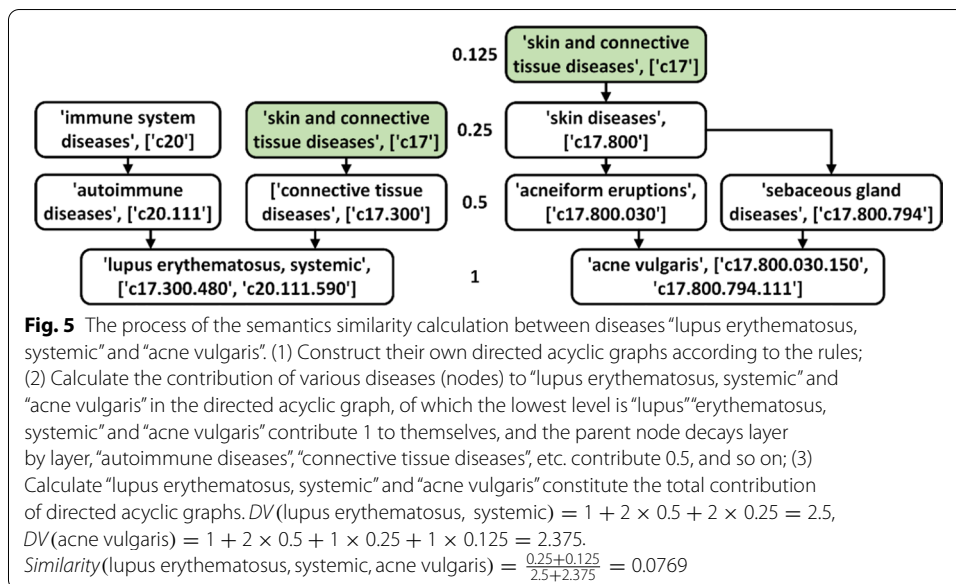 0.125
'skin and connective
tissue diseases', ['c17']
'immune system
diseases', ['c20']
'skin and connective
tissue diseases', ['c17']
0.25
'skin diseases',
['c17.800']
'autoimmune
diseases', ['c20.111']
['connective tissue
diseases', ['c17.300']
0.5
'acneiform eruptions',
['c17.800.030']
'sebaceous gland
diseases', ['c17.800.794']
'lupus erythematosus, systemic',
['c17.300.480', 'c20.111.590']
1
'acne vulgaris', ['c17.800.030.150',
'c17.800.794.111']
Fig. 5 The process of the semantics similarity calculation between diseases “lupus erythematosus,
systemic” and “acne vulgaris”. (1) Construct their own directed acyclic graphs according to the rules;
(2) Calculate the contribution of various diseases (nodes) to “lupus erythematosus, systemic” and
“acne vulgaris” in the directed acyclic graph, of which the lowest level is “lupus” “erythematosus,
systemic” and “acne vulgaris” contribute 1 to themselves, and the parent node decays layer
by layer, “autoimmune diseases”, “connective tissue diseases”, etc. contribute 0.5, and so on; (3)
Calculate “lupus erythematosus, systemic” and “acne vulgaris” constitute the total contribution
of directed acyclic graphs. DV(lupus erythematosus, systemic) = 1 + 2 × 0.5 + 2 × 0.25 = 2.5,
DV(acne vulgaris) = 1 + 2 × 0.5 + 1 × 0.25 + 1 × 0.125 = 2.375.
Similarity(lupus erythematosus, systemic, acne vulgaris) = \frac{0.25+0.125}{2.5+2.375} = 0.0769